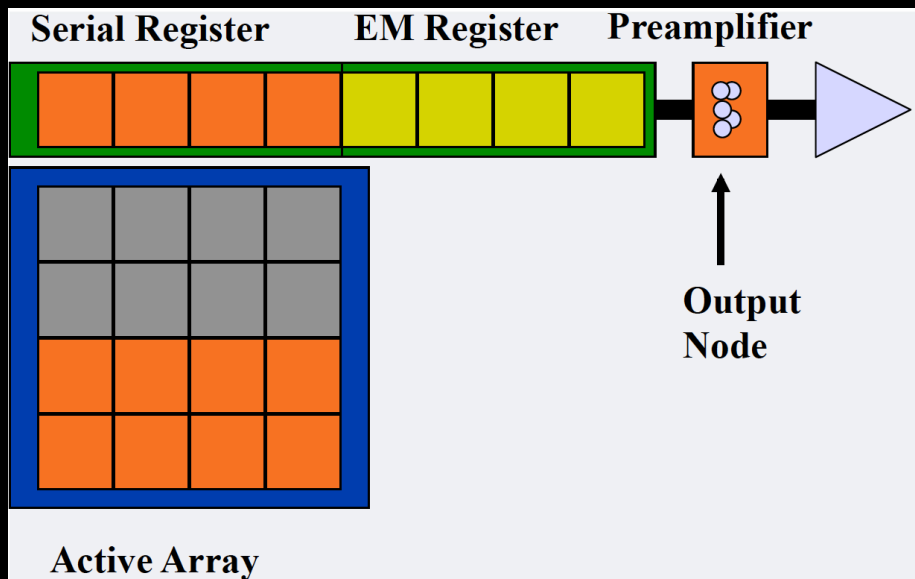 Serial Register
EM Register
Preamplifier
Output
Node
Active Array